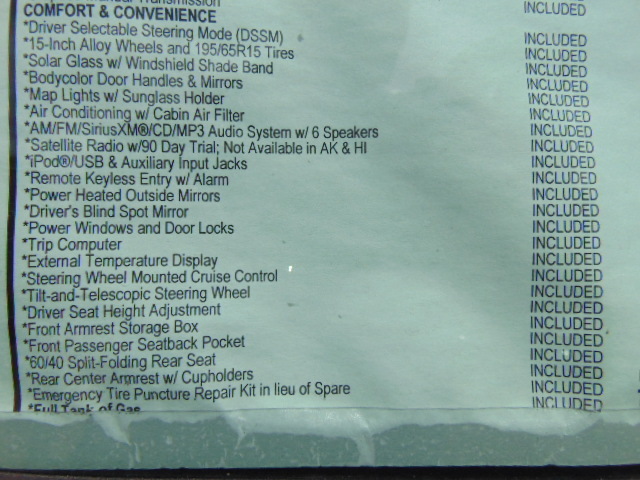 Transmission INCLUDED
COMFORT & CONVENIENCE
*Driver Selectable Steering Mode (DSSM) INCLUDED
*15-Inch Alloy Wheels and 195/65R15 Tires INCLUDED
*Solar Glass w/ Windshield Shade Band INCLUDED
*Bodycolor Door Handles & Mirrors INCLUDED
*Map Lights w/ Sunglass Holder INCLUDED
*Air Conditioning w/ Cabin Air Filter INCLUDED
*AM/FM/SiriusXM®/CD/MP3 Audio System w/ 6 Speakers INCLUDED
*Satellite Radio w/90 Day Trial; Not Available in AK & HI INCLUDED
*iPod®/USB & Auxiliary Input Jacks INCLUDED
*Remote Keyless Entry w/ Alarm INCLUDED
*Power Heated Outside Mirrors INCLUDED
*Driver's Blind Spot Mirror INCLUDED
*Power Windows and Door Locks INCLUDED
*Trip Computer INCLUDED
*External Temperature Display INCLUDED
*Steering Wheel Mounted Cruise Control INCLUDED
*Tilt-and-Telescopic Steering Wheel INCLUDED
*Driver Seat Height Adjustment INCLUDED
*Front Armrest Storage Box INCLUDED
*Front Passenger Seatback Pocket INCLUDED
*60/40 Split-Folding Rear Seat INCLUDED
*Rear Center Armrest w/ Cupholders INCLUDED
*Emergency Tire Puncture Repair Kit in lieu of Spare INCLUDED
*Full Tank of Gas INCLUDED